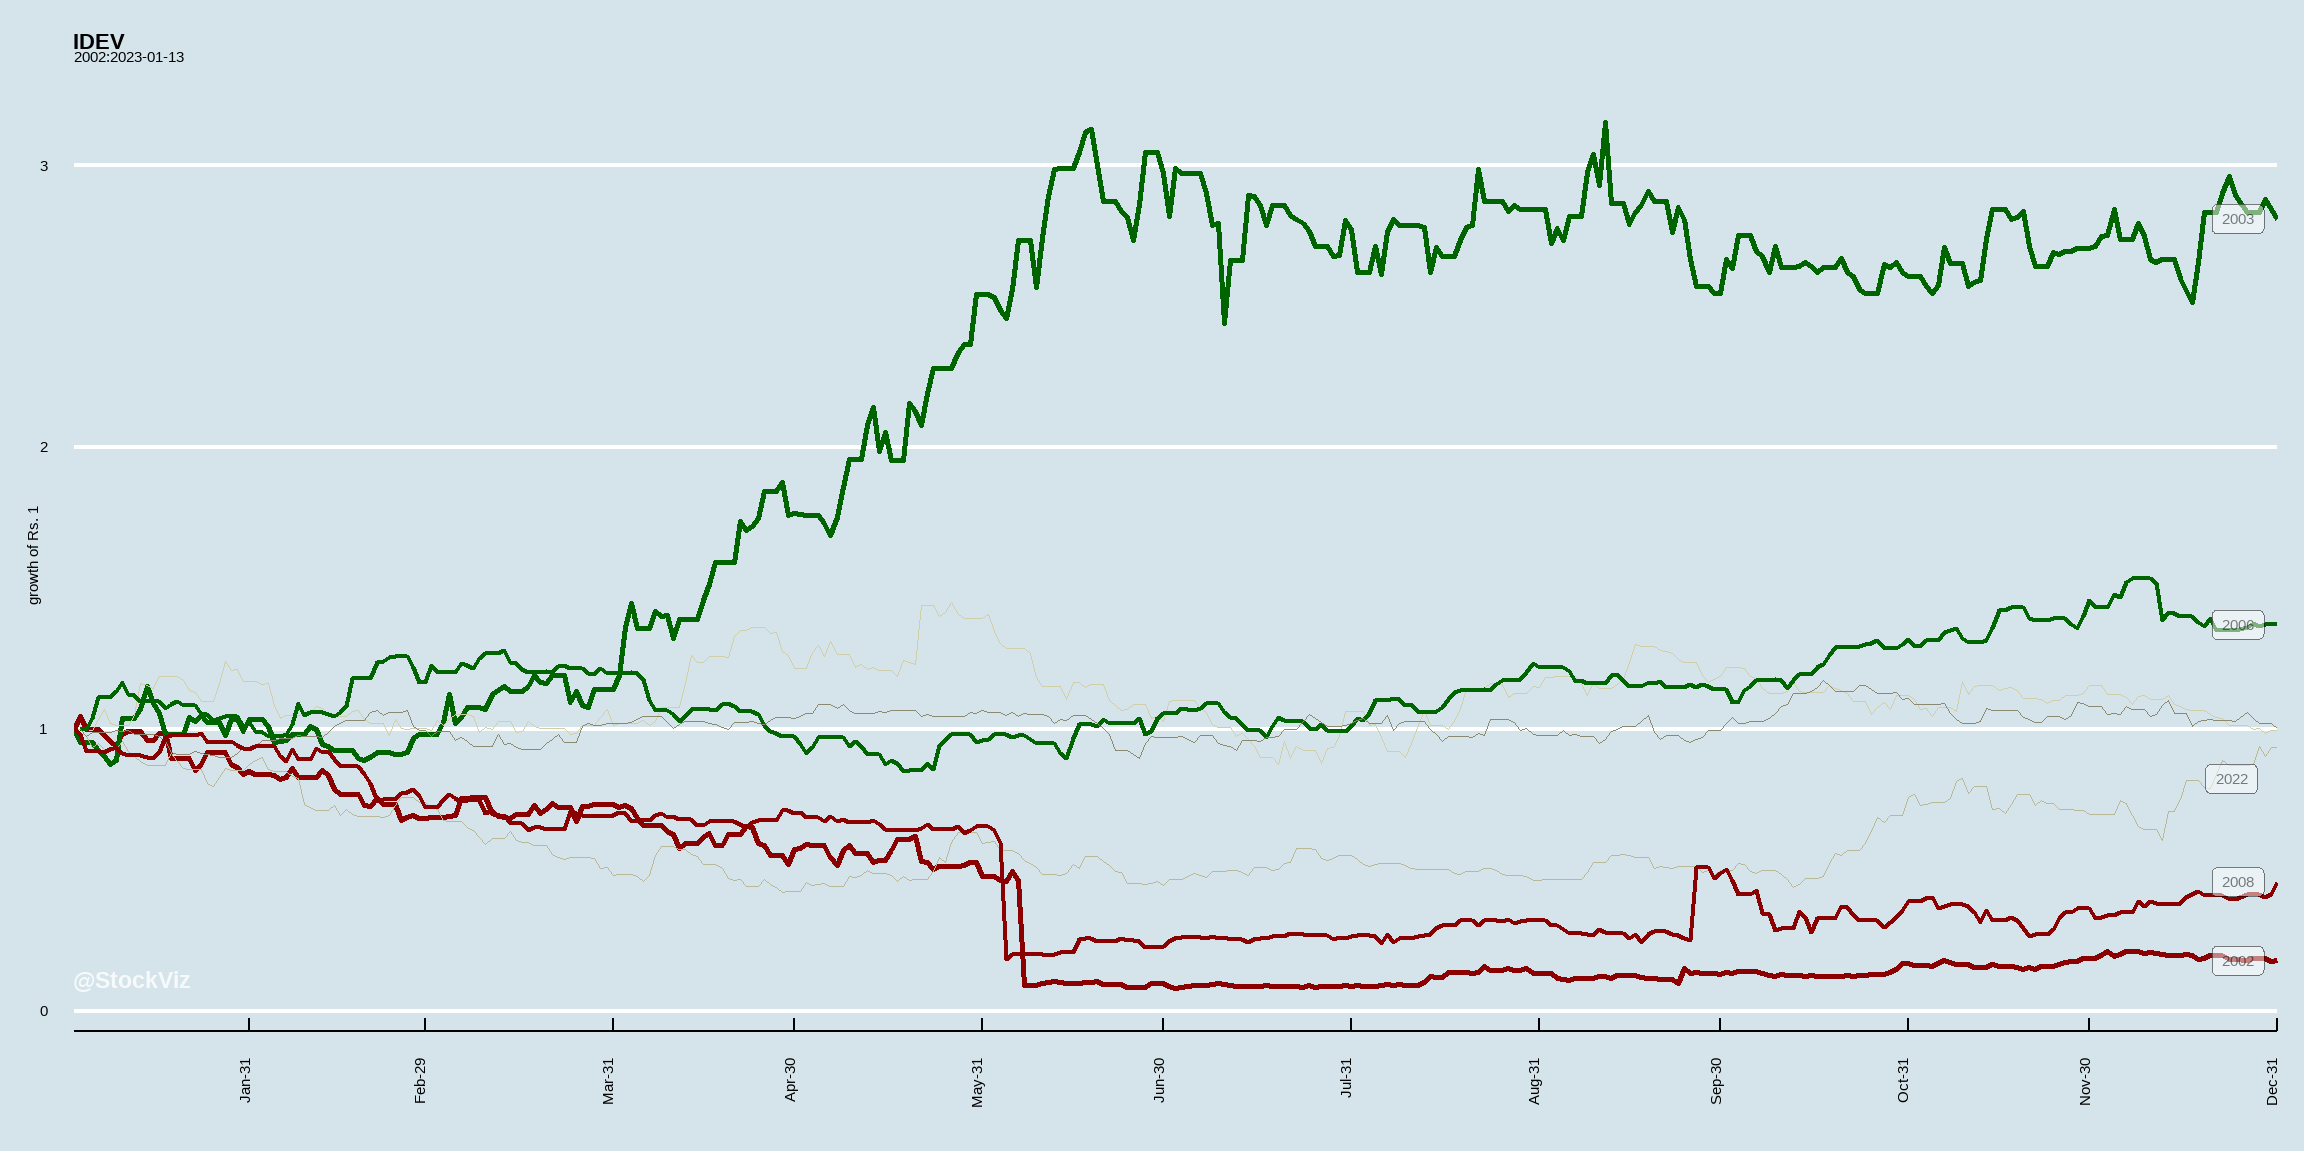 IDEV
2002:2023-01-13
3
2
1
0
growth of Rs. 1
2003
2006
2022
2008
2002
@StockViz
Jan-31
Feb-29
Mar-31
Apr-30
May-31
Jun-30
Jul-31
Aug-31
Sep-30
Oct-31
Nov-30
Dec-31